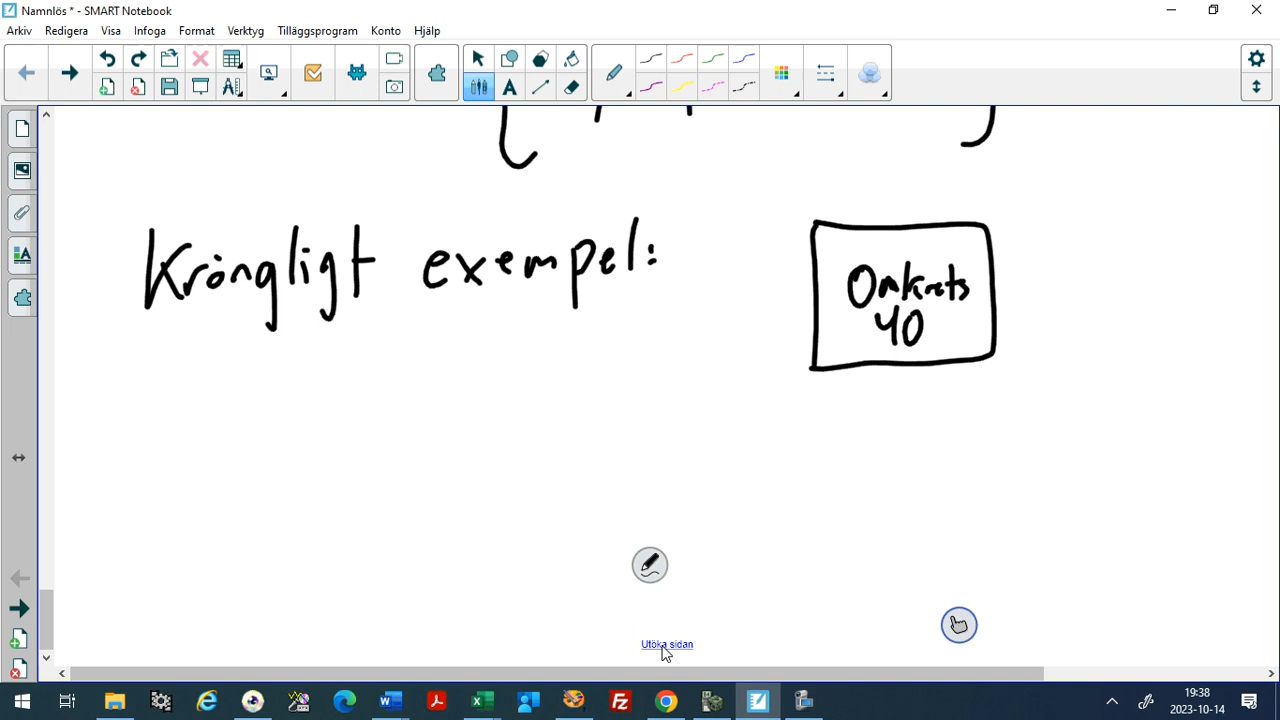 Namnlös * - SMART Notebook
Arkiv Redigera Visa Infoga Format Verktyg Tilläggsprogram Konto Hjälp
Krångligt exempel:
Omkrets
40
Utöka sidan
19:38
2023-10-14